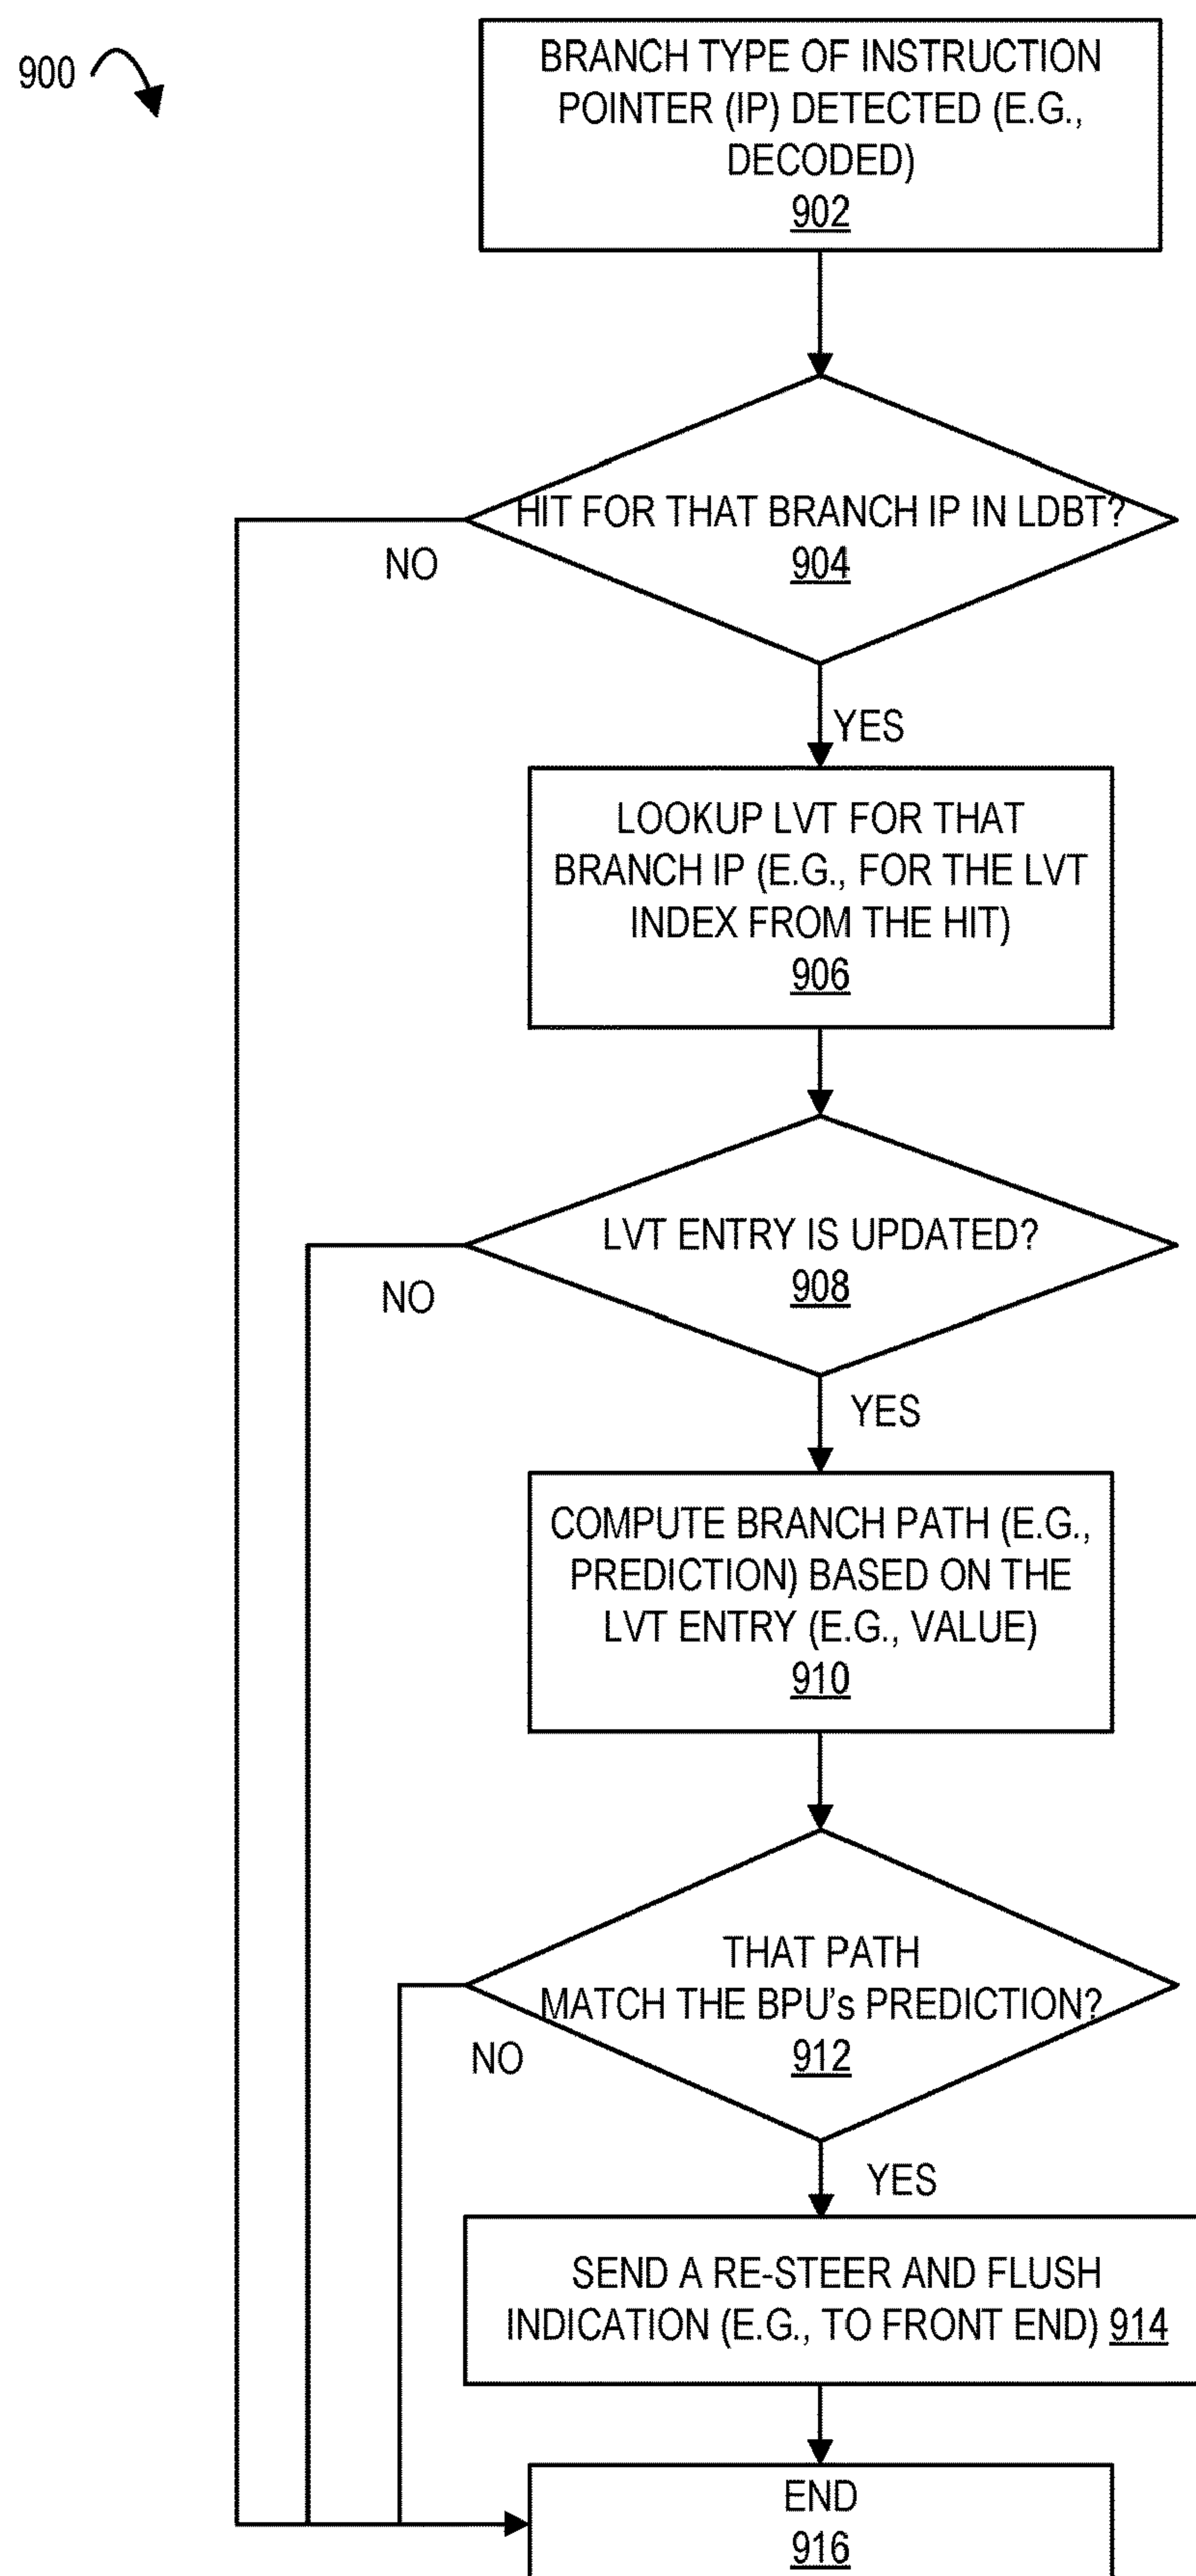 900
BRANCH TYPE OF INSTRUCTION
POINTER (IP) DETECTED (E.G.,
DECODED)
902
HIT FOR THAT BRANCH IP IN LDBT?
904
NO
YES
LOOKUP LVT FOR THAT
BRANCH IP (E.G., FOR THE LVT
INDEX FROM THE HIT)
906
LVT ENTRY IS UPDATED?
908
NO
YES
COMPUTE BRANCH PATH (E.G.,
PREDICTION) BASED ON THE
LVT ENTRY (E.G., VALUE)
910
THAT PATH
MATCH THE BPU's PREDICTION?
912
NO
YES
SEND A RE-STEER AND FLUSH
INDICATION (E.G., TO FRONT END) 914
END
916